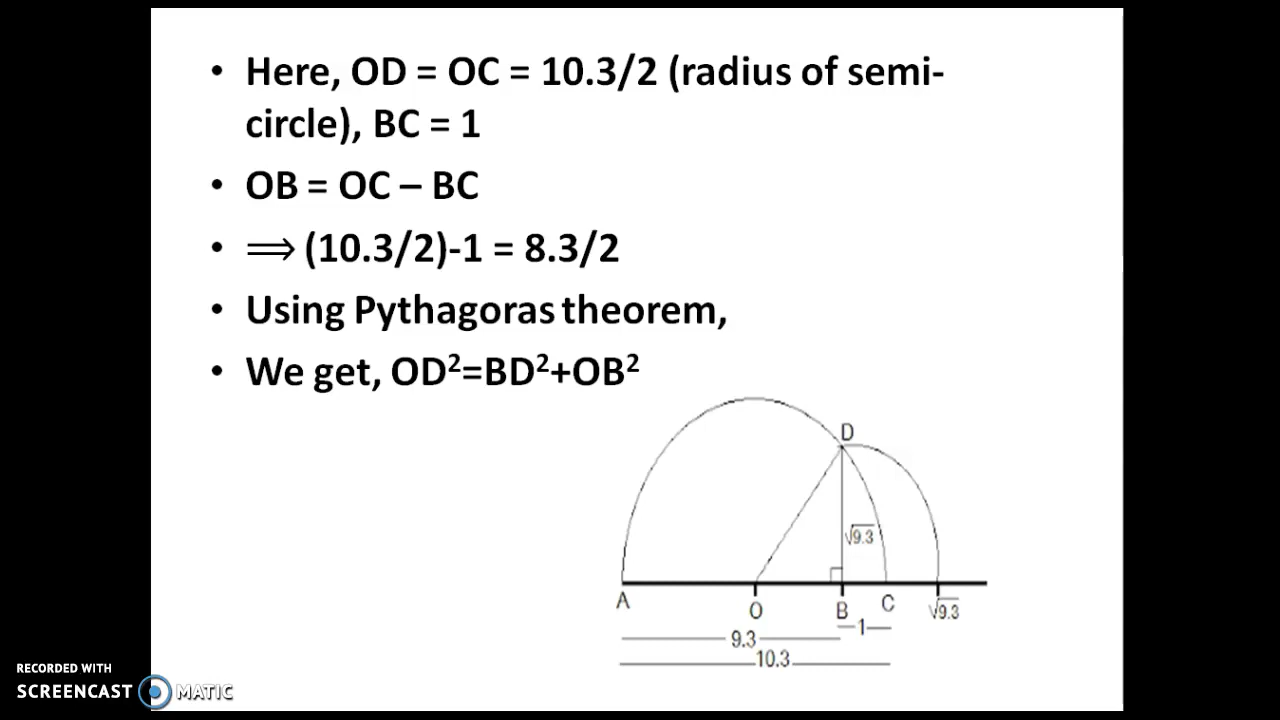 • Here, OD = OC = 10.3/2 (radius of semi-
circle), BC = 1
• OB = OC – BC
• ⟹ (10.3/2)-1 = 8.3/2
• Using Pythagoras theorem,
• We get, OD²=BD²+OB²
D
√9.3
A
O
B
C
√9.3
1
9.3
10.3
RECORDED WITH
SCREENCAST MATIC